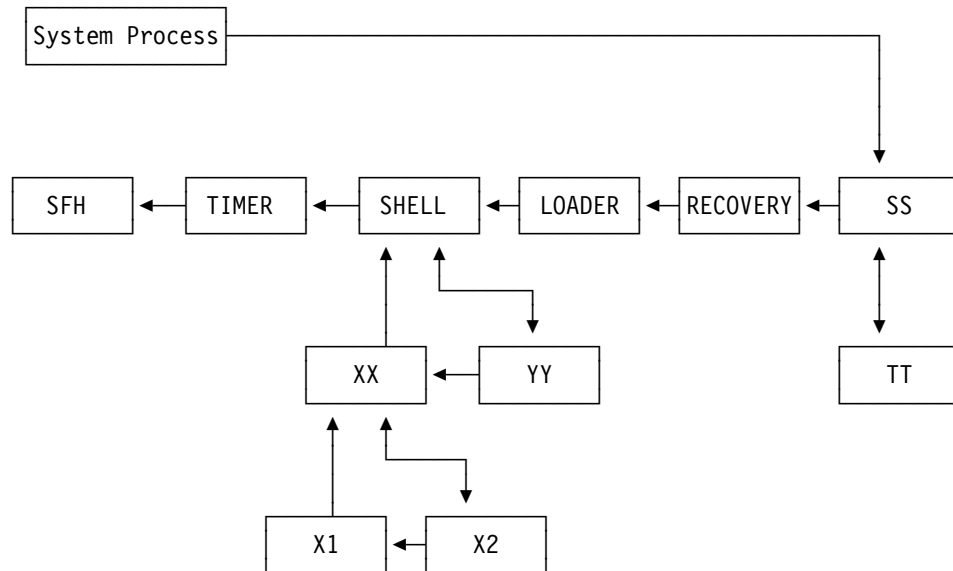 System Process
SFH
TIMER
SHELL
LOADER
RECOVERY
SS
XX
YY
TT
X1
X2